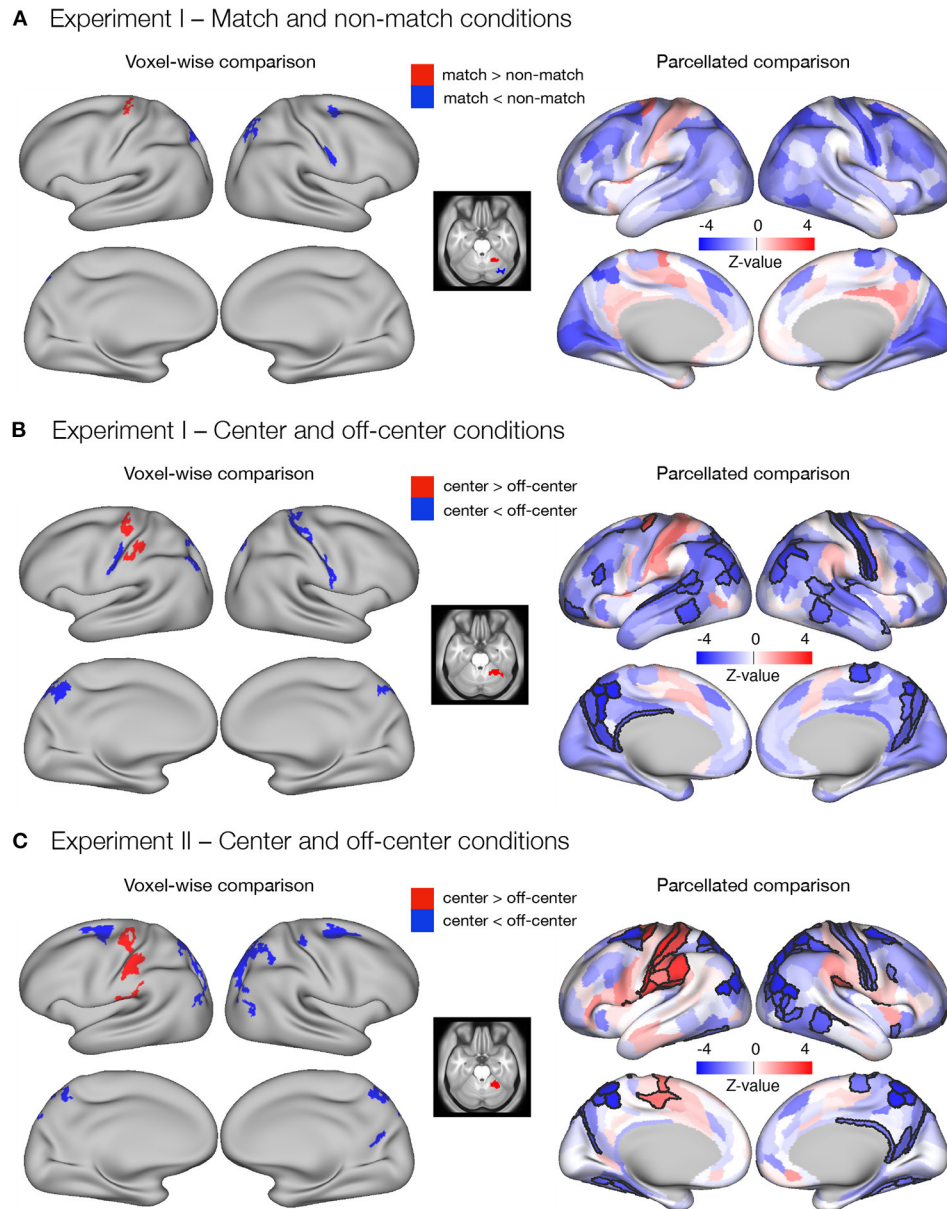 A Experiment I – Match and non-match conditions
Voxel-wise comparison
match > non-match
match < non-match
Parcellated comparison
-4 0 4
Z-value
B Experiment I – Center and off-center conditions
Voxel-wise comparison
center > off-center
center < off-center
Parcellated comparison
-4 0 4
Z-value
C Experiment II – Center and off-center conditions
Voxel-wise comparison
center > off-center
center < off-center
Parcellated comparison
-4 0 4
Z-value